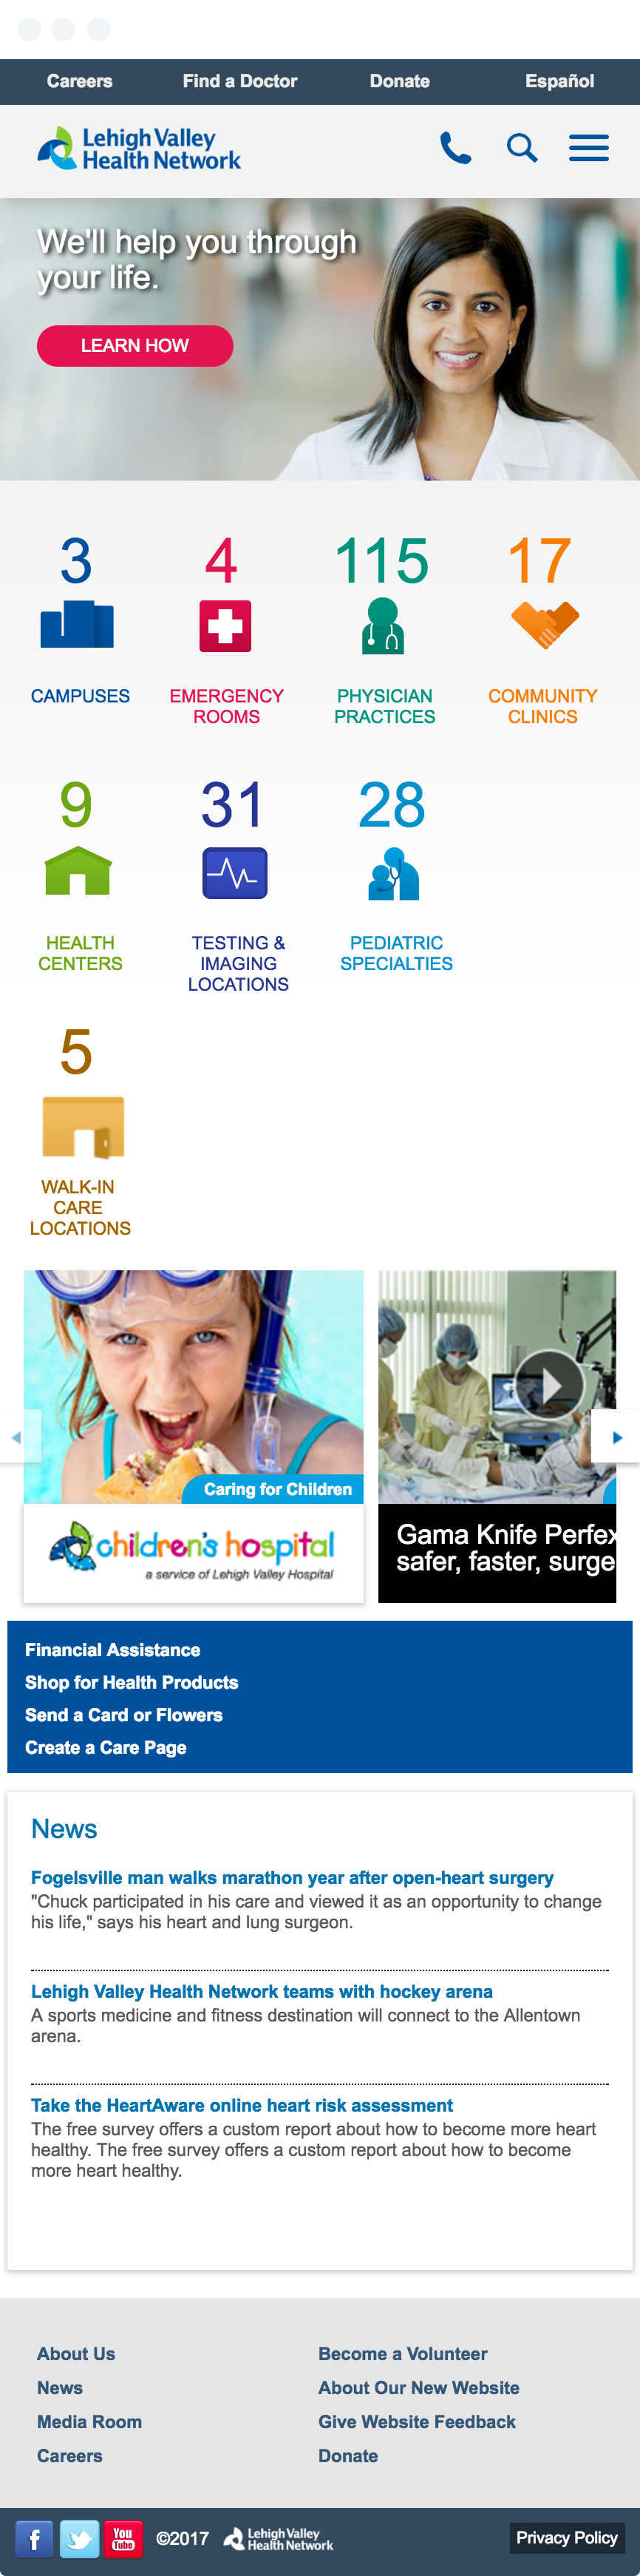 Careers Find a Doctor Donate Español
Lehigh Valley
Health Network
We'll help you through
your life.
LEARN HOW
3 4 115 17
CAMPUSES EMERGENCY ROOMS PHYSICIAN PRACTICES COMMUNITY CLINICS
9 31 28
HEALTH CENTERS TESTING & IMAGING LOCATIONS PEDIATRIC SPECIALTIES
5
WALK-IN
CARE
LOCATIONS
Caring for Children
children's hospital
a service of Lehigh Valley Hospital
Gama Knife Perfex
safer, faster, surge
Financial Assistance
Shop for Health Products
Send a Card or Flowers
Create a Care Page
News
Fogelsville man walks marathon year after open-heart surgery
"Chuck participated in his care and viewed it as an opportunity to change
his life," says his heart and lung surgeon.
Lehigh Valley Health Network teams with hockey arena
A sports medicine and fitness destination will connect to the Allentown
arena.
Take the HeartAware online heart risk assessment
The free survey offers a custom report about how to become more heart
healthy. The free survey offers a custom report about how to become
more heart healthy.
About Us Become a Volunteer
News About Our New Website
Media Room Give Website Feedback
Careers Donate
f You Tube ©2017 Lehigh Valley Health Network Privacy Policy